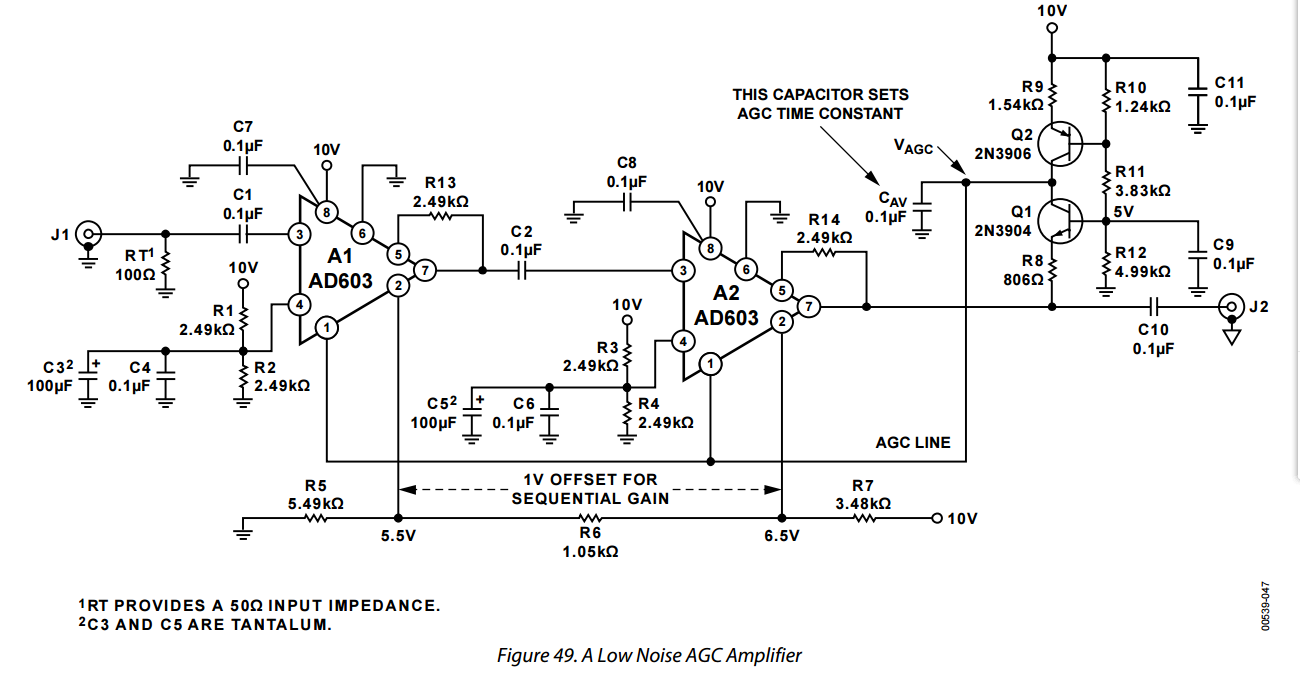 10V
R9
1.54kΩ
R10
1.24kΩ
C11
0.1µF
THIS CAPACITOR SETS
AGC TIME CONSTANT
Q2
2N3906
VAGC
C7
0.1µF
10V
C8
0.1µF
10V
R11
3.83kΩ
R13
2.49kΩ
CAV
0.1µF
5V
C1
0.1µF
8
6
Q1
2N3904
J1
3
A1
AD603
5
7
2
4
1
C2
0.1µF
R14
2.49kΩ
R8
806Ω
R12
4.99kΩ
C9
0.1µF
RT1
100Ω
10V
8
6
3
A2
AD603
5
7
2
4
1
J2
C10
0.1µF
R1
2.49kΩ
10V
R3
2.49kΩ
C32
100µF
+
C4
0.1µF
R2
2.49kΩ
C52
100µF
+
C6
0.1µF
R4
2.49kΩ
AGC LINE
1V OFFSET FOR
SEQUENTIAL GAIN
R5
5.49kΩ
R7
3.48kΩ
10V
5.5V
R6
1.05kΩ
6.5V
1RT PROVIDES A 50Ω INPUT IMPEDANCE.
2C3 AND C5 ARE TANTALUM.
00539-047
Figure 49. A Low Noise AGC Amplifier